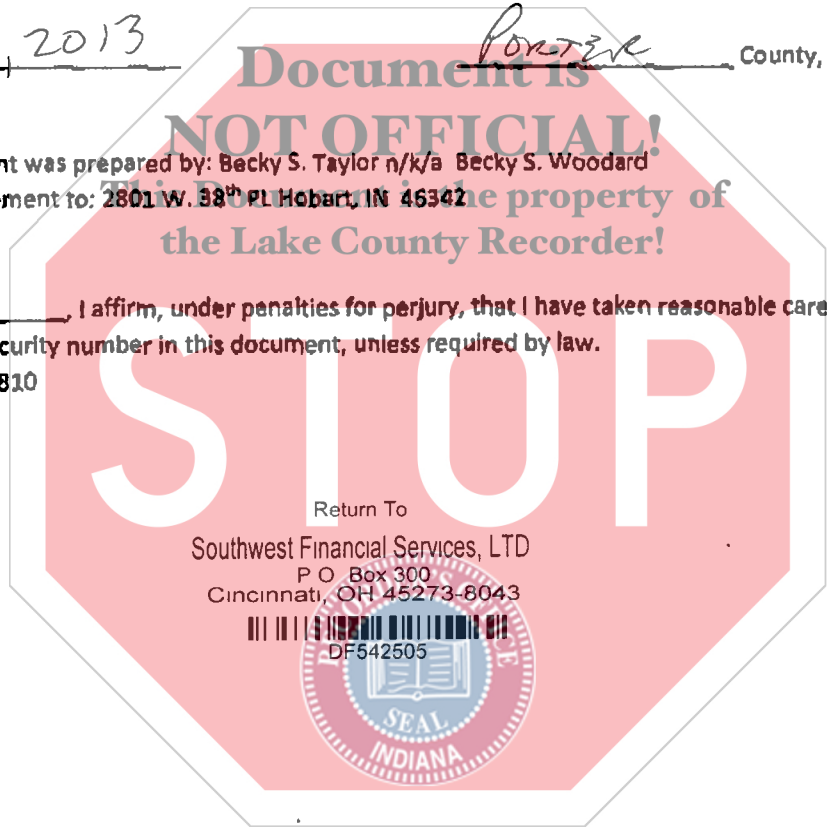 2013 PORTER County,
Document is
NOT OFFICIAL!
nt was prepared by: Becky S. Taylor n/k/a Becky S. Woodard
ment to: 2801 W. 38th PL Hobart, IN 46342
This Document is the property of
the Lake County Recorder!
, I affirm, under penalties for perjury, that I have taken reasonable care
curity number in this document, unless required by law.
810
STOP
Return To
Southwest Financial Services, LTD
P O Box 300
Cincinnati, OH 45273-8043
DF542505
RECORDER'S OFFICE
SEAL
INDIANA